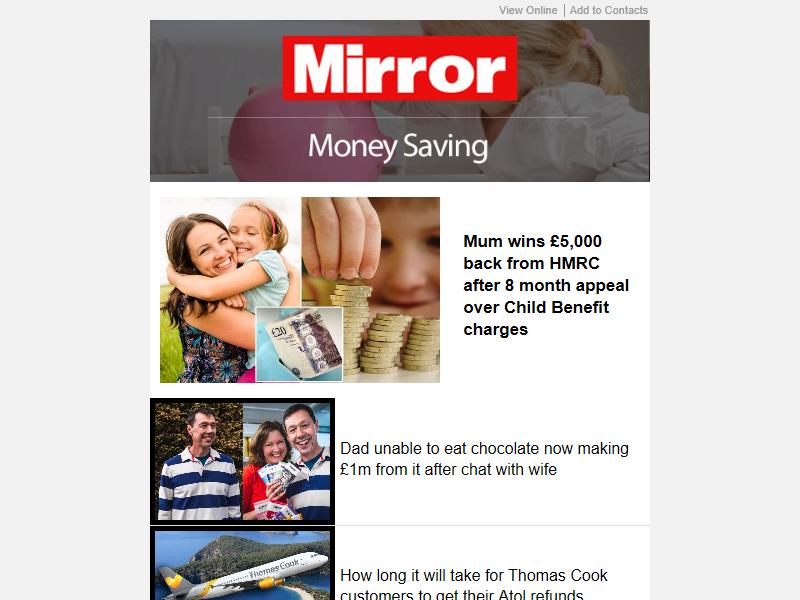 View Online | Add to Contacts
Mirror
Money Saving
Mum wins £5,000
back from HMRC
after 8 month appeal
over Child Benefit
charges
£20
Dad unable to eat chocolate now making
£1m from it after chat with wife
Thomas Cook
How long it will take for Thomas Cook
customers to get their Atol refunds